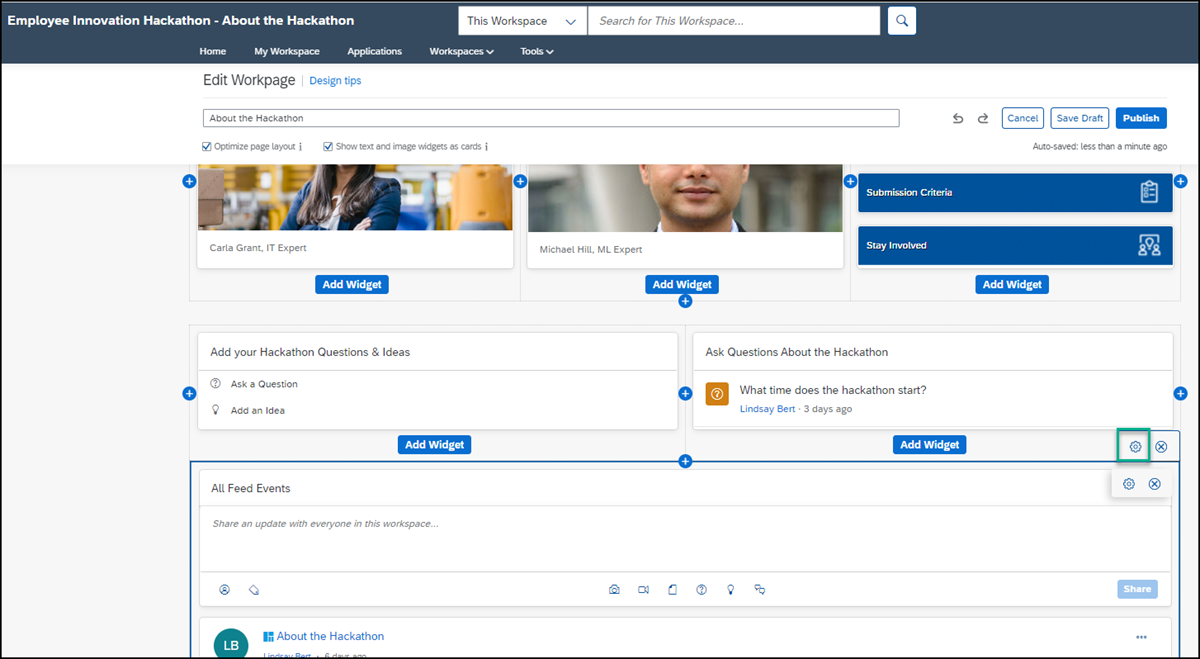 Employee Innovation Hackathon - About the Hackathon
This Workspace
Search for This Workspace...
Home My Workspace Applications Workspaces Tools
Edit Workpage Design tips
About the Hackathon
Cancel Save Draft Publish
Optimize page layout i Show text and image widgets as cards i
Auto-saved: less than a minute ago
Submission Criteria
Carla Grant, IT Expert
Michael Hill, ML Expert
Stay Involved
Add Widget Add Widget Add Widget
Add your Hackathon Questions & Ideas
Ask Questions About the Hackathon
Ask a Question
Add an Idea
What time does the hackathon start?
Lindsay Bert · 3 days ago
Add Widget Add Widget
All Feed Events
Share an update with everyone in this workspace...
Share
LB
About the Hackathon
Lindsay Bert · 6 days ago